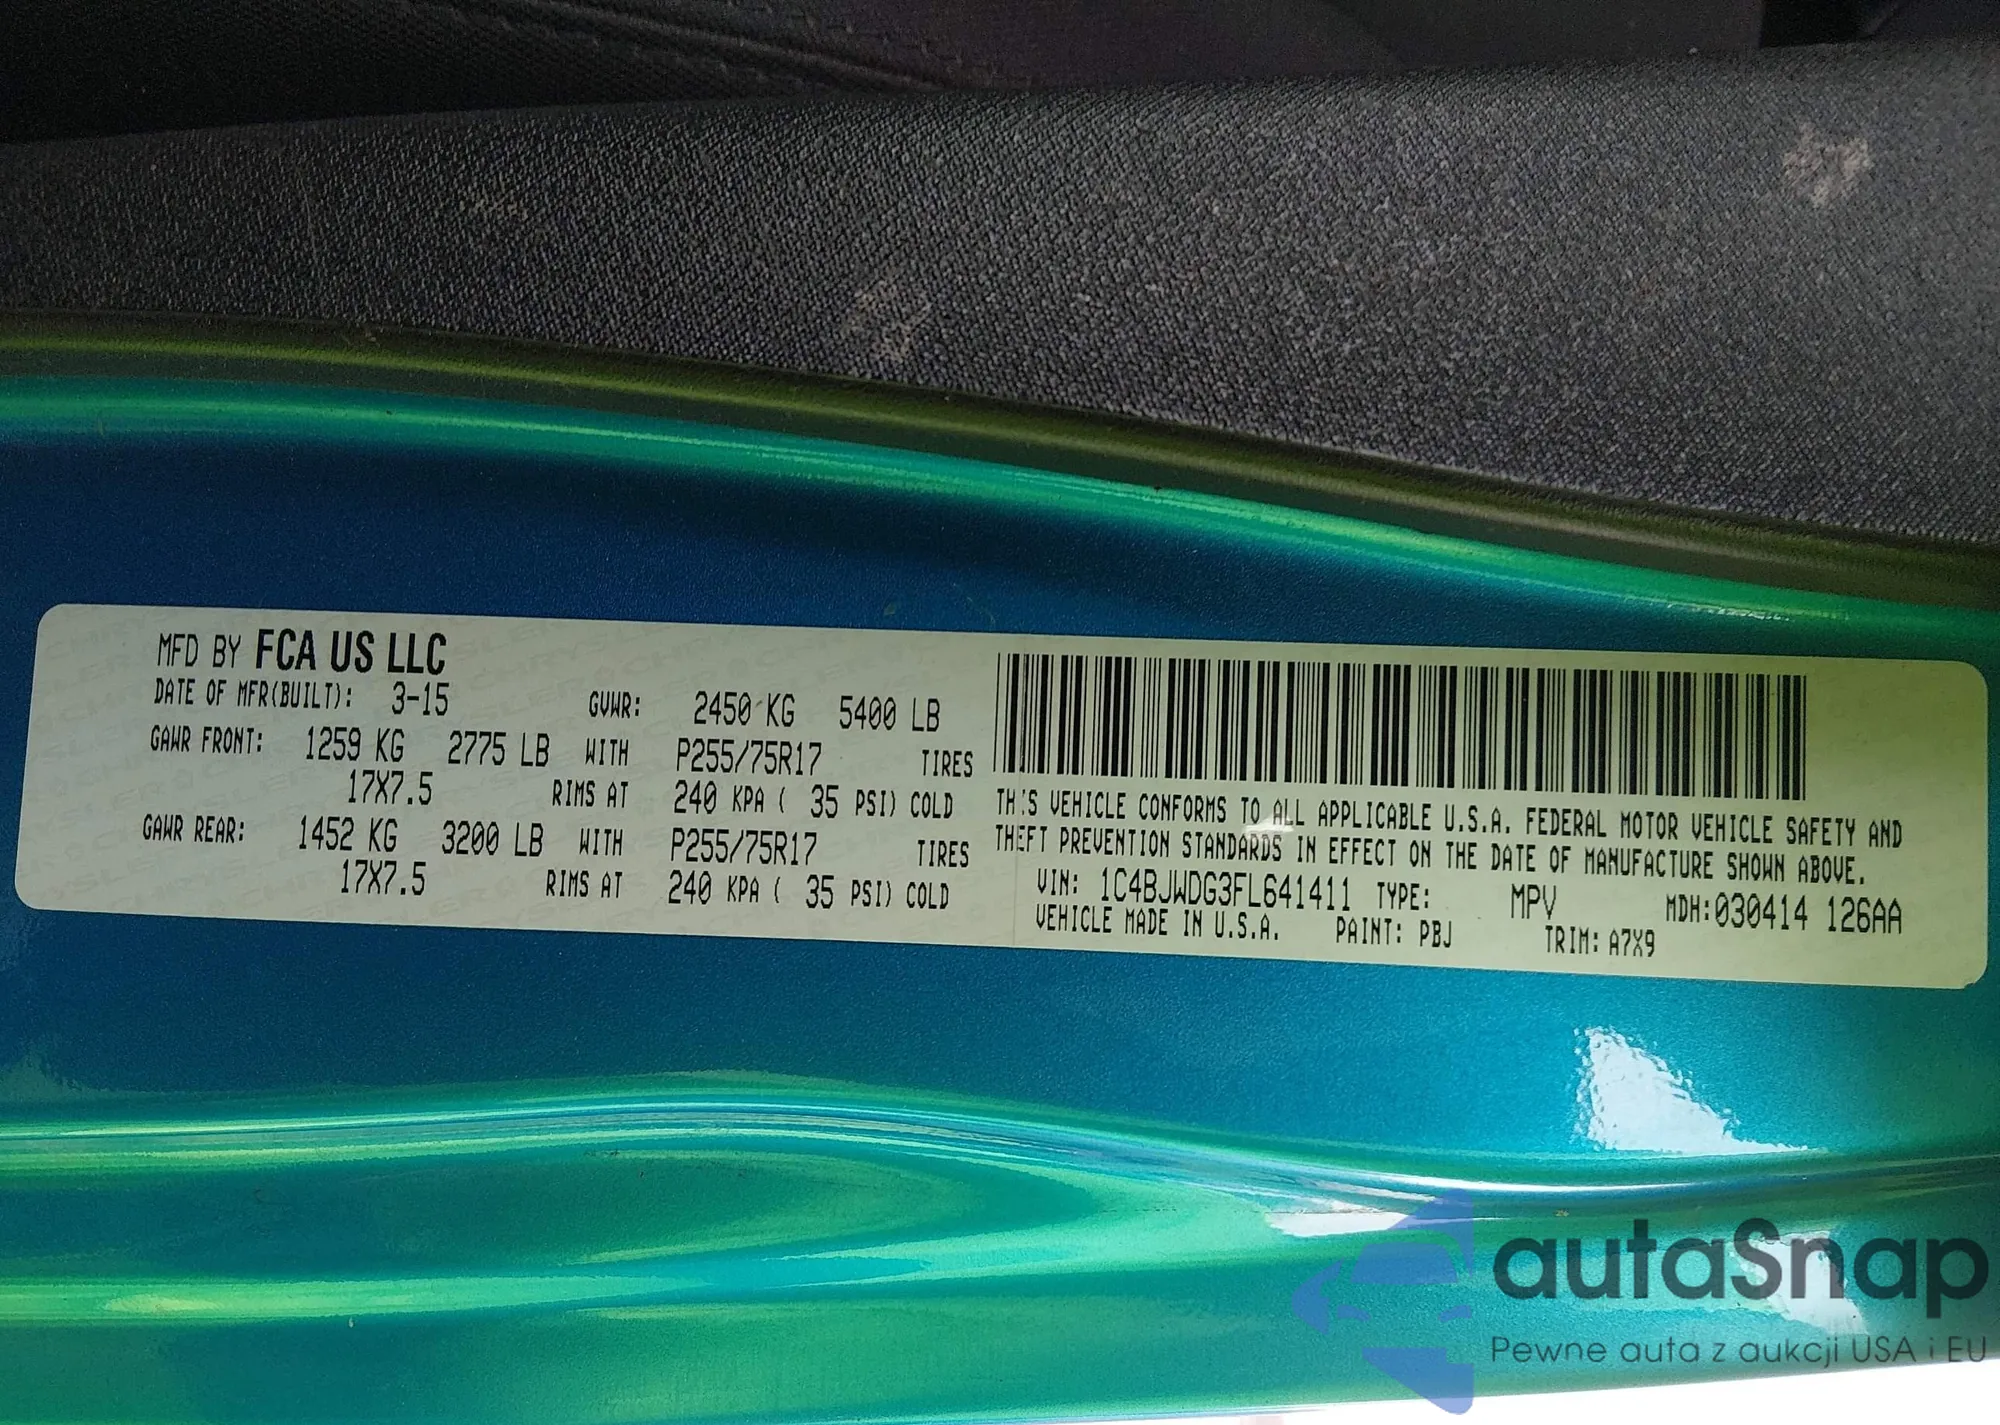 MFD BY FCA US LLC
DATE OF MFR(BUILT): 3-15 GVWR: 2450 KG 5400 LB
GAWR FRONT: 1259 KG 2775 LB WITH P255/75R17 TIRES
17X7.5 RIMS AT 240 KPA ( 35 PSI) COLD
GAWR REAR: 1452 KG 3200 LB WITH P255/75R17 TIRES
17X7.5 RIMS AT 240 KPA ( 35 PSI) COLD
THIS VEHICLE CONFORMS TO ALL APPLICABLE U.S.A. FEDERAL MOTOR VEHICLE SAFETY AND
THEFT PREVENTION STANDARDS IN EFFECT ON THE DATE OF MANUFACTURE SHOWN ABOVE.
VIN: 1C4BJWDG3FL641411 TYPE: MPV MDH:030414 126AA
VEHICLE MADE IN U.S.A. PAINT: PBJ TRIM: A7X9
autaSnap
Pewne auta z aukcji USA i EU